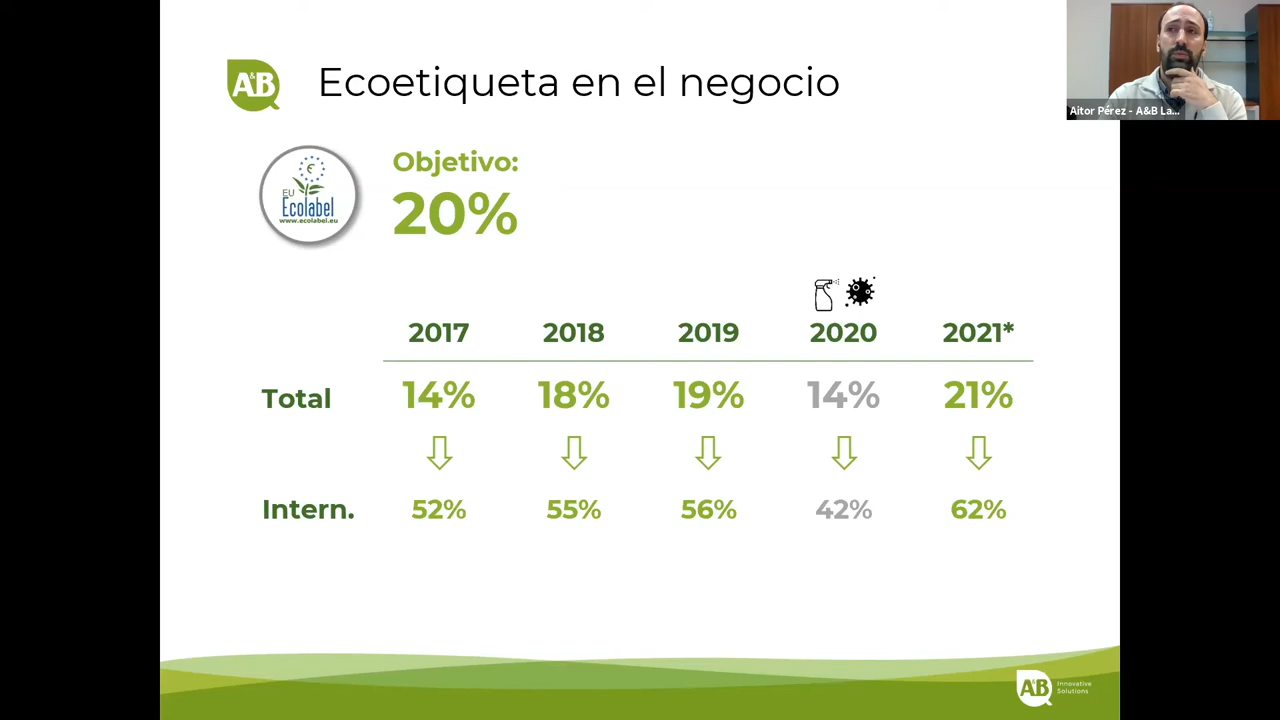 A&B
Ecoetiqueta en el negocio
Aitor Pérez - A&B La...
EU
Ecolabel
www.ecolabel.eu
Objetivo:
20%
2017 2018 2019 2020 2021*
Total 14% 18% 19% 14% 21%
Intern. 52% 55% 56% 42% 62%
A&B Innovative
Solutions